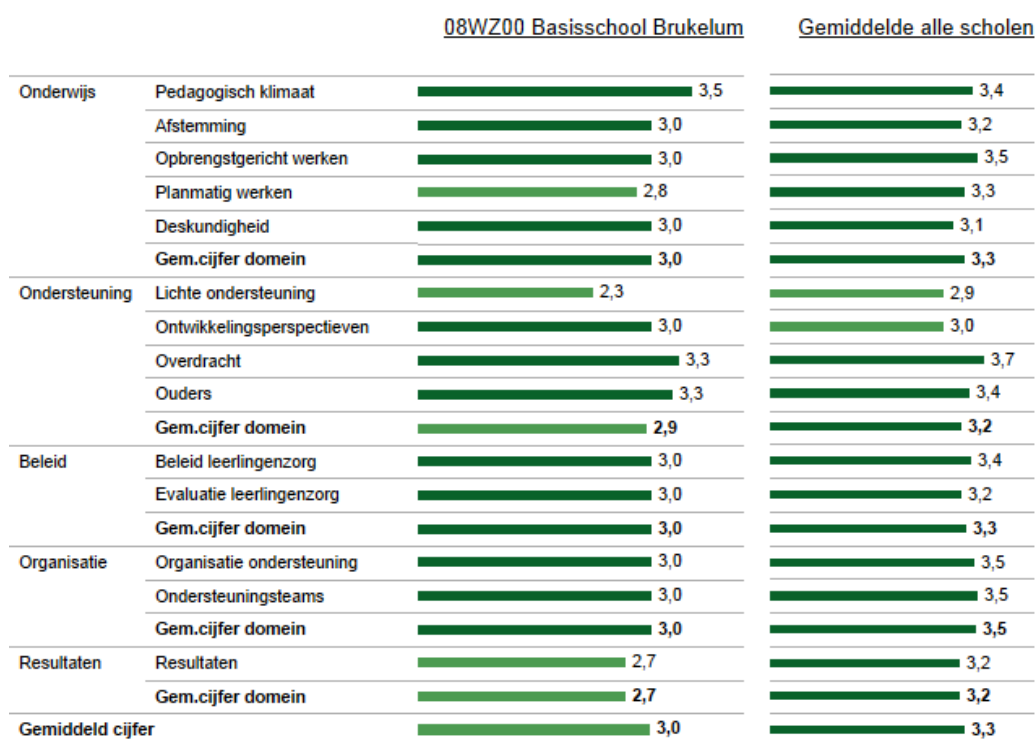 08WZ00 Basisschool Brukelum Gemiddelde alle scholen
Onderwijs Pedagogisch klimaat 3,5 3,4
Afstemming 3,0 3,2
Opbrengstgericht werken 3,0 3,5
Planmatig werken 2,8 3,3
Deskundigheid 3,0 3,1
Gem.cijfer domein 3,0 3,3
Ondersteuning Lichte ondersteuning 2,3 2,9
Ontwikkelingsperspectieven 3,0 3,0
Overdracht 3,3 3,7
Ouders 3,3 3,4
Gem.cijfer domein 2,9 3,2
Beleid Beleid leerlingenzorg 3,0 3,4
Evaluatie leerlingenzorg 3,0 3,2
Gem.cijfer domein 3,0 3,3
Organisatie Organisatie ondersteuning 3,0 3,5
Ondersteuningsteams 3,0 3,5
Gem.cijfer domein 3,0 3,5
Resultaten Resultaten 2,7 3,2
Gem.cijfer domein 2,7 3,2
Gemiddeld cijfer 3,0 3,3